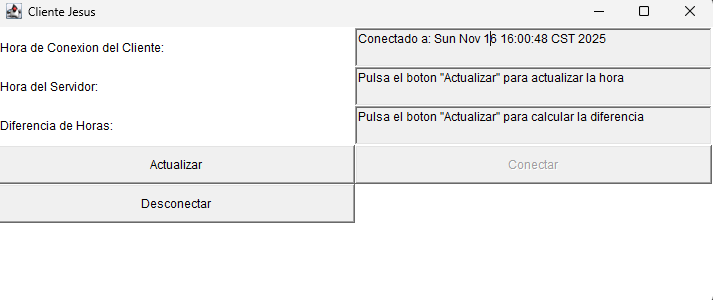 Cliente Jesus
Hora de Conexion del Cliente:
Conectado a: Sun Nov 16 16:00:48 CST 2025
Hora del Servidor:
Pulsa el boton "Actualizar" para actualizar la hora
Diferencia de Horas:
Pulsa el boton "Actualizar" para calcular la diferencia
Actualizar
Conectar
Desconectar